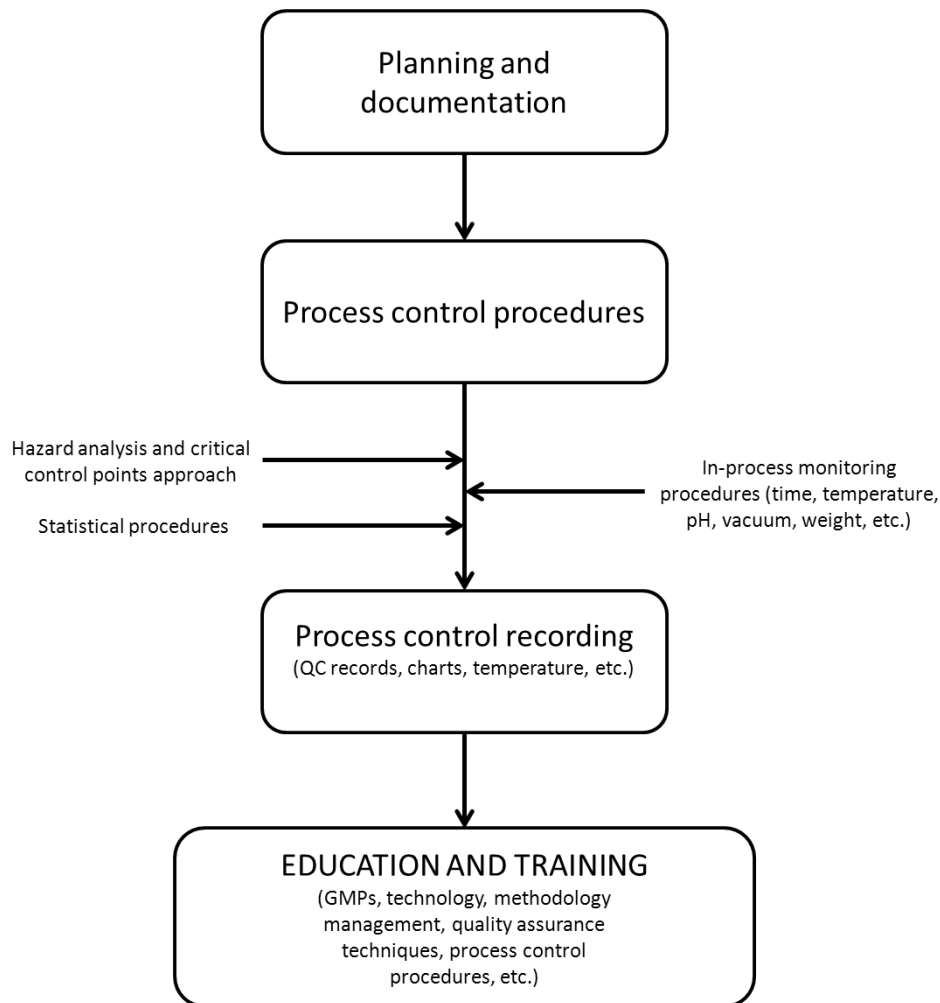 Planning and
documentation
Process control procedures
Hazard analysis and critical
control points approach
In-process monitoring
procedures (time, temperature,
pH, vacuum, weight, etc.)
Statistical procedures
Process control recording
(QC records, charts, temperature, etc.)
EDUCATION AND TRAINING
(GMPs, technology, methodology
management, quality assurance
techniques, process control
procedures, etc.)